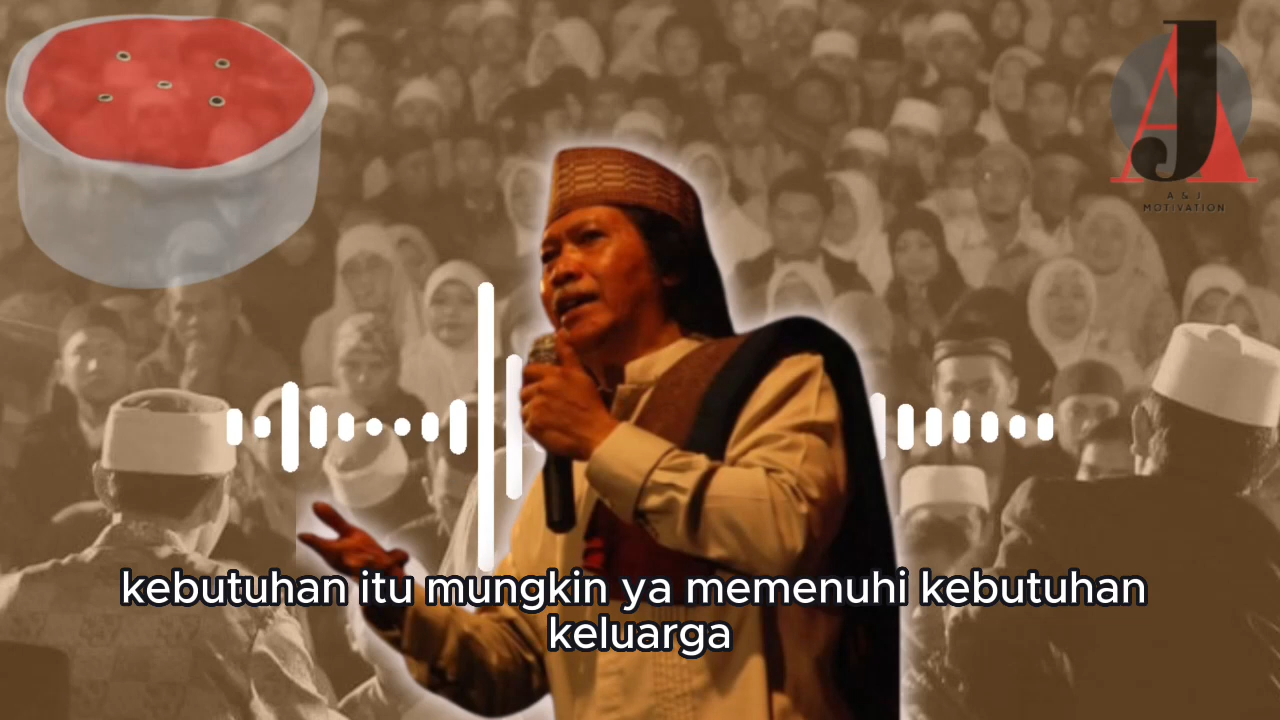 AJ
A & J
MOTIVATION
kebutuhan itu mungkin ya memenuhi kebutuhan
keluarga